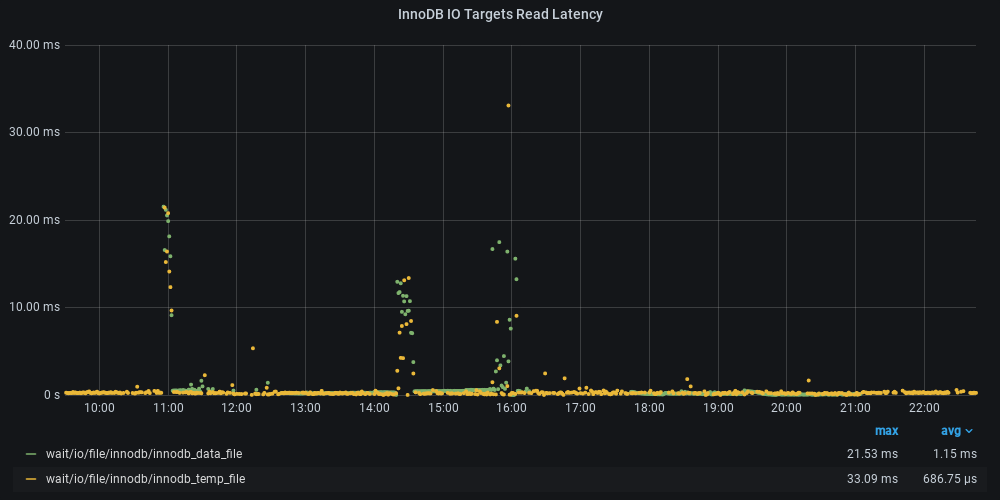 InnoDB IO Targets Read Latency
40.00 ms
30.00 ms
20.00 ms
10.00 ms
0 s
10:00 11:00 12:00 13:00 14:00 15:00 16:00 17:00 18:00 19:00 20:00 21:00 22:00
max avg
wait/io/file/innodb/innodb_data_file 21.53 ms 1.15 ms
wait/io/file/innodb/innodb_temp_file 33.09 ms 686.75 µs